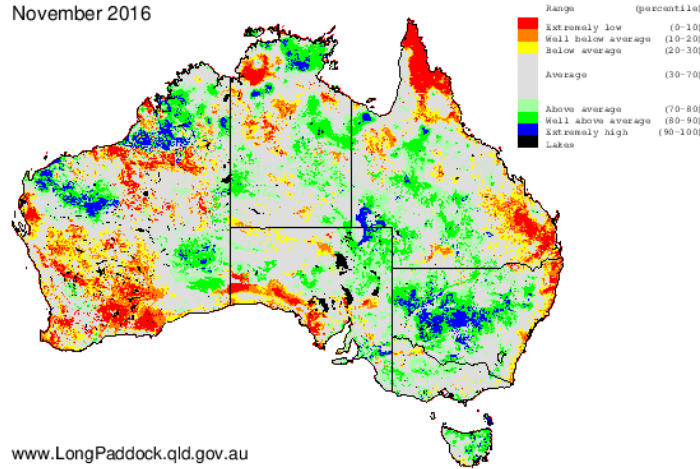 November 2016
Range (percentile)
Extremely low (0-10)
Well below average (10-20)
Below average (20-30)
Average (30-70)
Above average (70-80)
Well above average (80-90)
Extremely high (90-100)
Lakes
www.LongPaddock.qld.gov.au